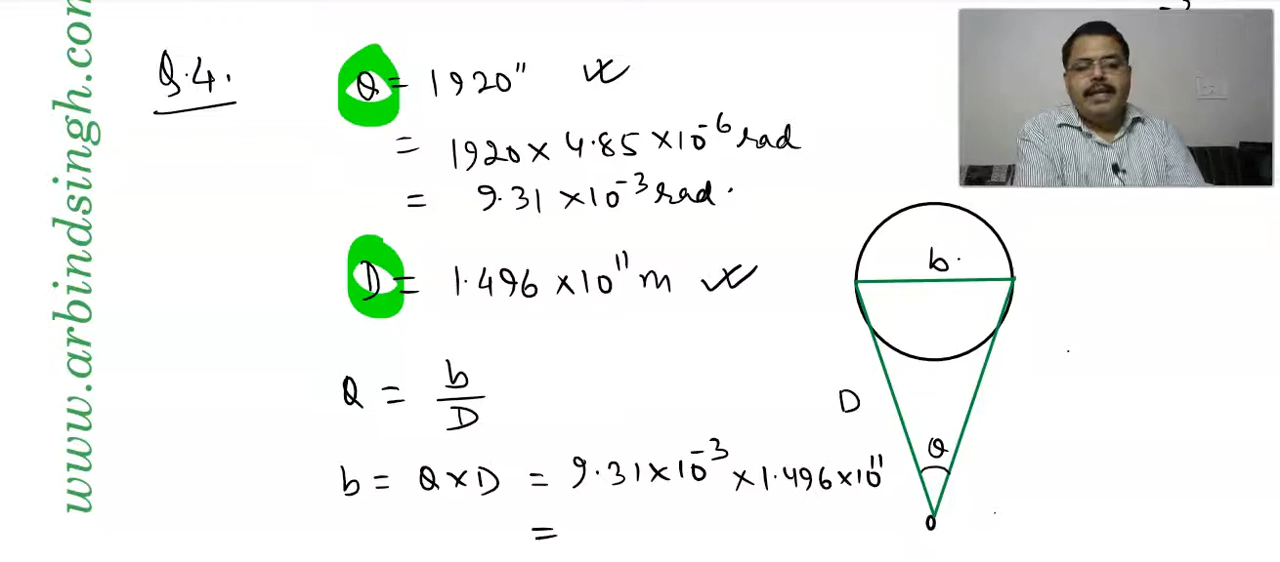 www.arbindsingh.com
Q.4.
θ = 1920"
= 1920 × 4.85 × 10⁻⁶ rad
= 9.31 × 10⁻³ rad.
D = 1.496 × 10¹¹ m
θ = b/D
b = θ × D = 9.31 × 10⁻³ × 1.496 × 10¹¹
=
b.
D
θ
O